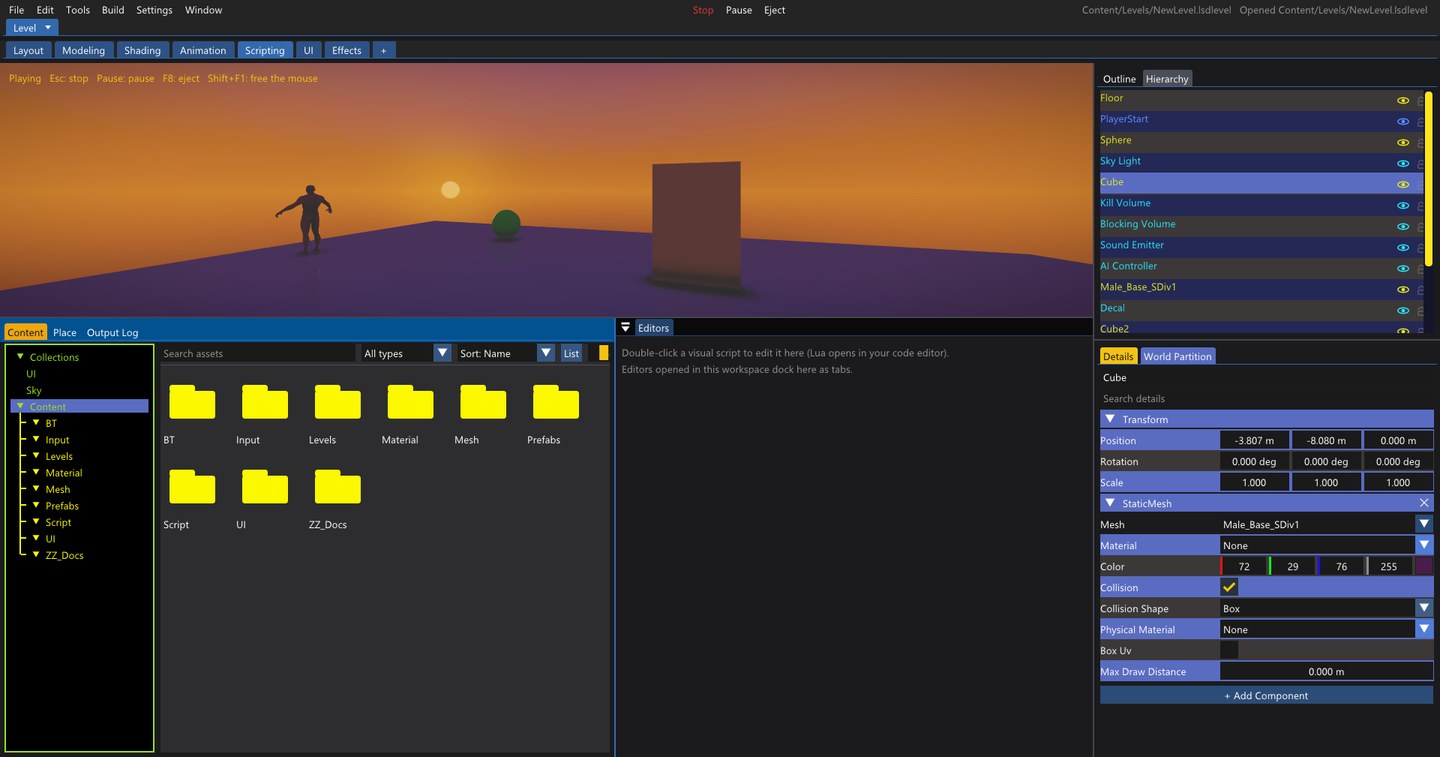 File Edit Tools Build Settings Window Stop Pause Eject Content/Levels/NewLevel.lsdlevel Opened Content/Levels/NewLevel.lsdlevel
Level
Layout Modeling Shading Animation Scripting UI Effects +
Playing Esc: stop Pause: pause F8: eject Shift+F1: free the mouse
Outline Hierarchy
Floor
PlayerStart
Sphere
Sky Light
Cube
Kill Volume
Blocking Volume
Sound Emitter
AI Controller
Male_Base_SDiv1
Decal
Cube2
Content Place Output Log
Collections
UI
Sky
Content
BT
Input
Levels
Material
Mesh
Prefabs
Script
UI
ZZ_Docs
Search assets All types Sort: Name List
BT Input Levels Material Mesh Prefabs
Script UI ZZ_Docs
Editors
Double-click a visual script to edit it here (Lua opens in your code editor).
Editors opened in this workspace dock here as tabs.
Details World Partition
Cube
Search details
Transform
Position -3.807 m -8.080 m 0.000 m
Rotation 0.000 deg 0.000 deg 0.000 deg
Scale 1.000 1.000 1.000
StaticMesh
Mesh Male_Base_SDiv1
Material None
Color 72 29 76 255
Collision
Collision Shape Box
Physical Material None
Box Uv
Max Draw Distance 0.000 m
+ Add Component